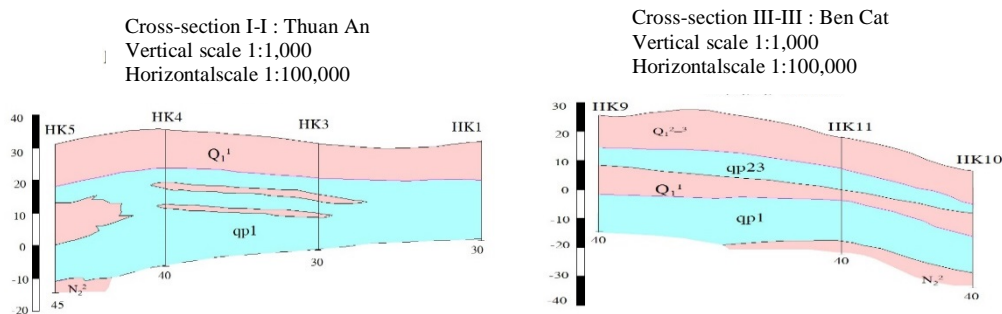 Cross-section I-I : Thuan An
Vertical scale 1:1,000
Horizontalscale 1:100,000
40
30
20
10
0
-10
-20
HK5
HK4
HK3
HK1
Q₁¹
qp1
N₂²
45
40
30
30
Cross-section III-III : Ben Cat
Vertical scale 1:1,000
Horizontalscale 1:100,000
30
20
10
0
-10
-20
-30
-40
HK9
HK11
HK10
Q₁²⁻³
qp23
Q₁¹
qp1
N₂²
40
40
40